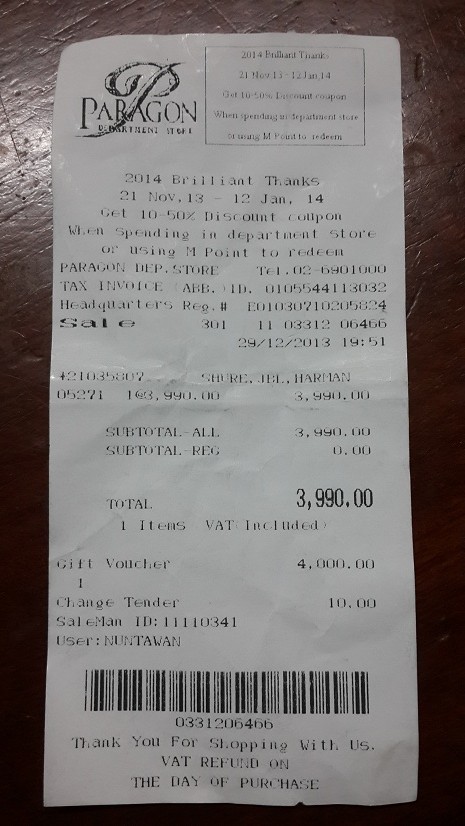 PARAGON
DEPARTMENT STORE
2014 Brilliant Thanks
21 Nov,13 - 12 Jan,14
Get 10-50% Discount coupon
When spending in department store
or using M Point to redeem
2014 Brilliant Thanks
21 Nov,13 - 12 Jan, 14
Get 10-50% Discount coupon
When spending in department store
or using M Point to redeem
PARAGON DEP.STORE Tel.02-6901000
TAX INVOICE (ABB.)ID. 0105544113032
Headquarters Reg.# E01030710205824
Sale 301 11 03312 06466
29/12/2013 19:51
+21035807 SHURE,JBL,HARMAN
05271 1@3,990.00 3,990.00
SUBTOTAL-ALL 3,990.00
SUBTOTAL-REG 0.00
TOTAL 3,990.00
1 Items (VAT Included)
Gift Voucher 4,000.00
1
Change Tender 10.00
SaleMan ID:11110341
User:NUNTAWAN
0331206466
Thank You For Shopping With Us.
VAT REFUND ON
THE DAY OF PURCHASE